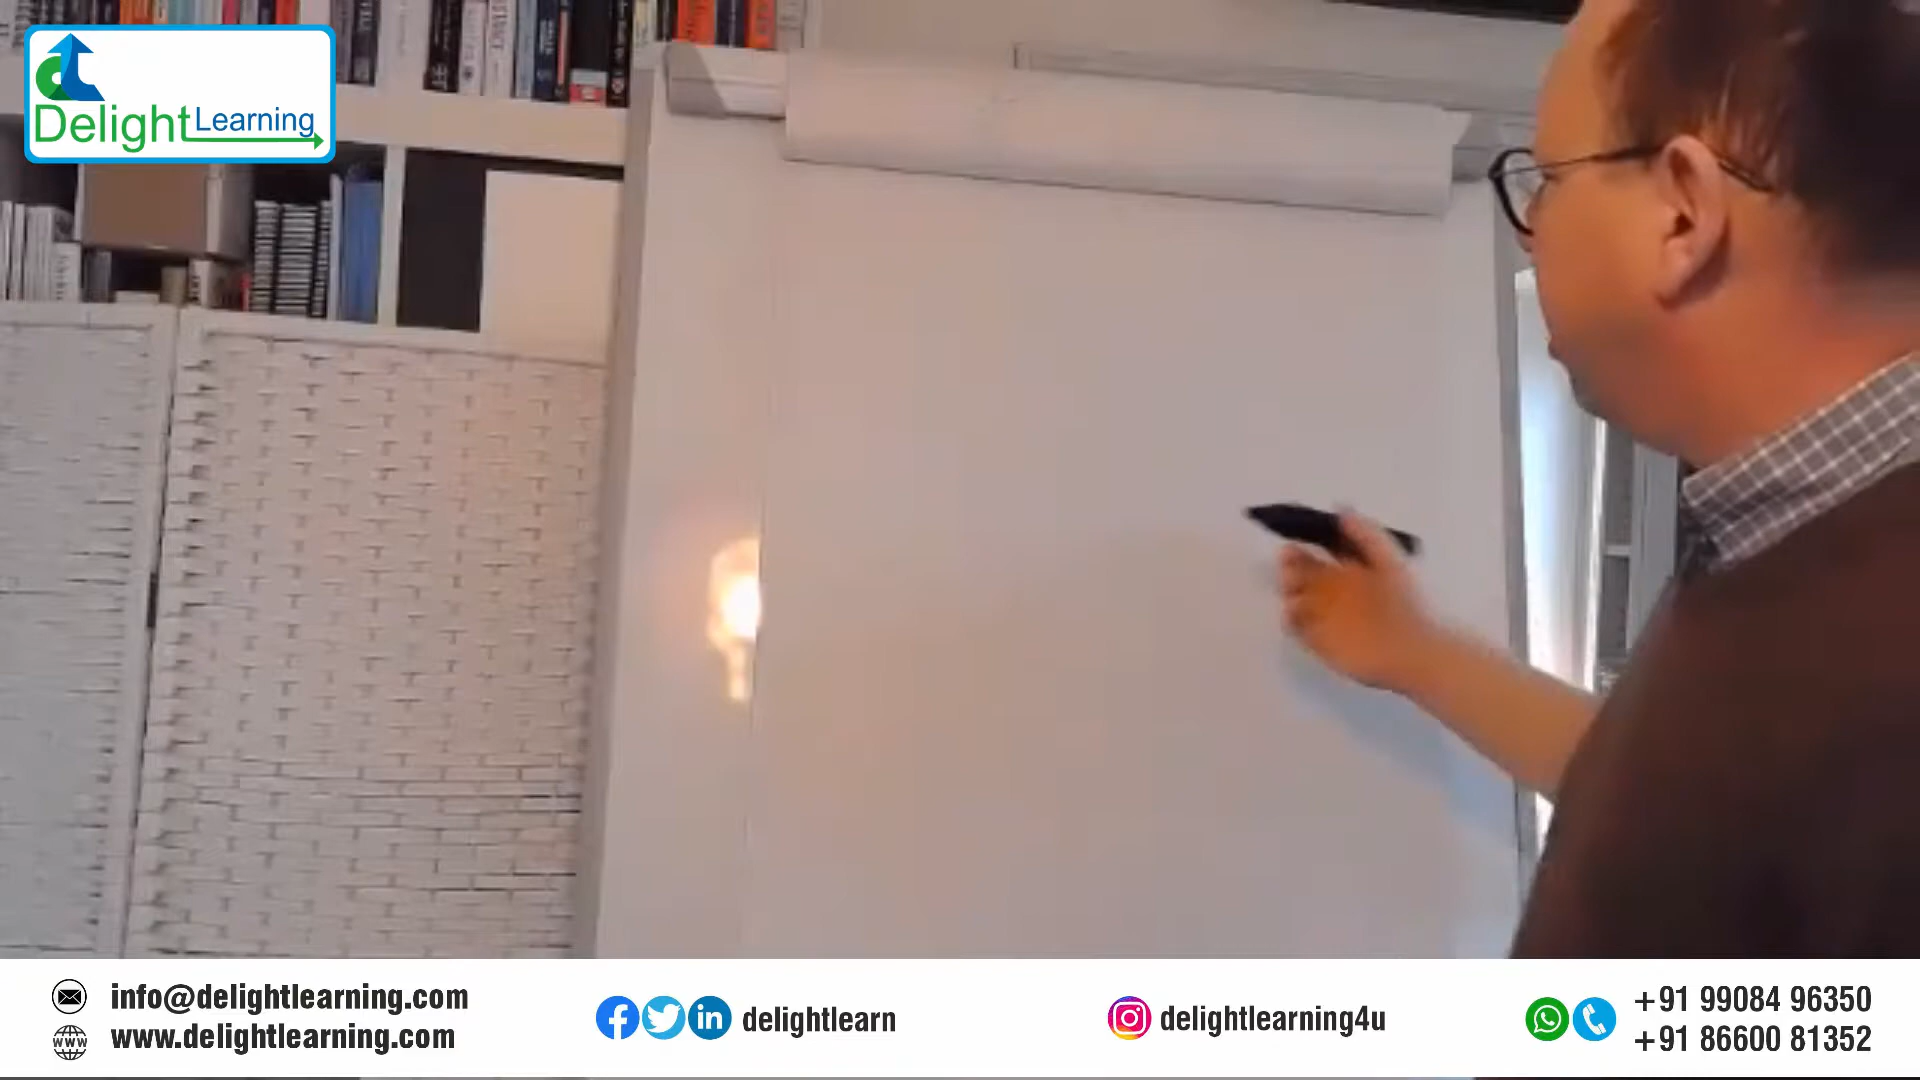 Delight Learning
info@delightlearning.com
www.delightlearning.com
delightlearn
delightlearning4u
+91 99084 96350
+91 86600 81352